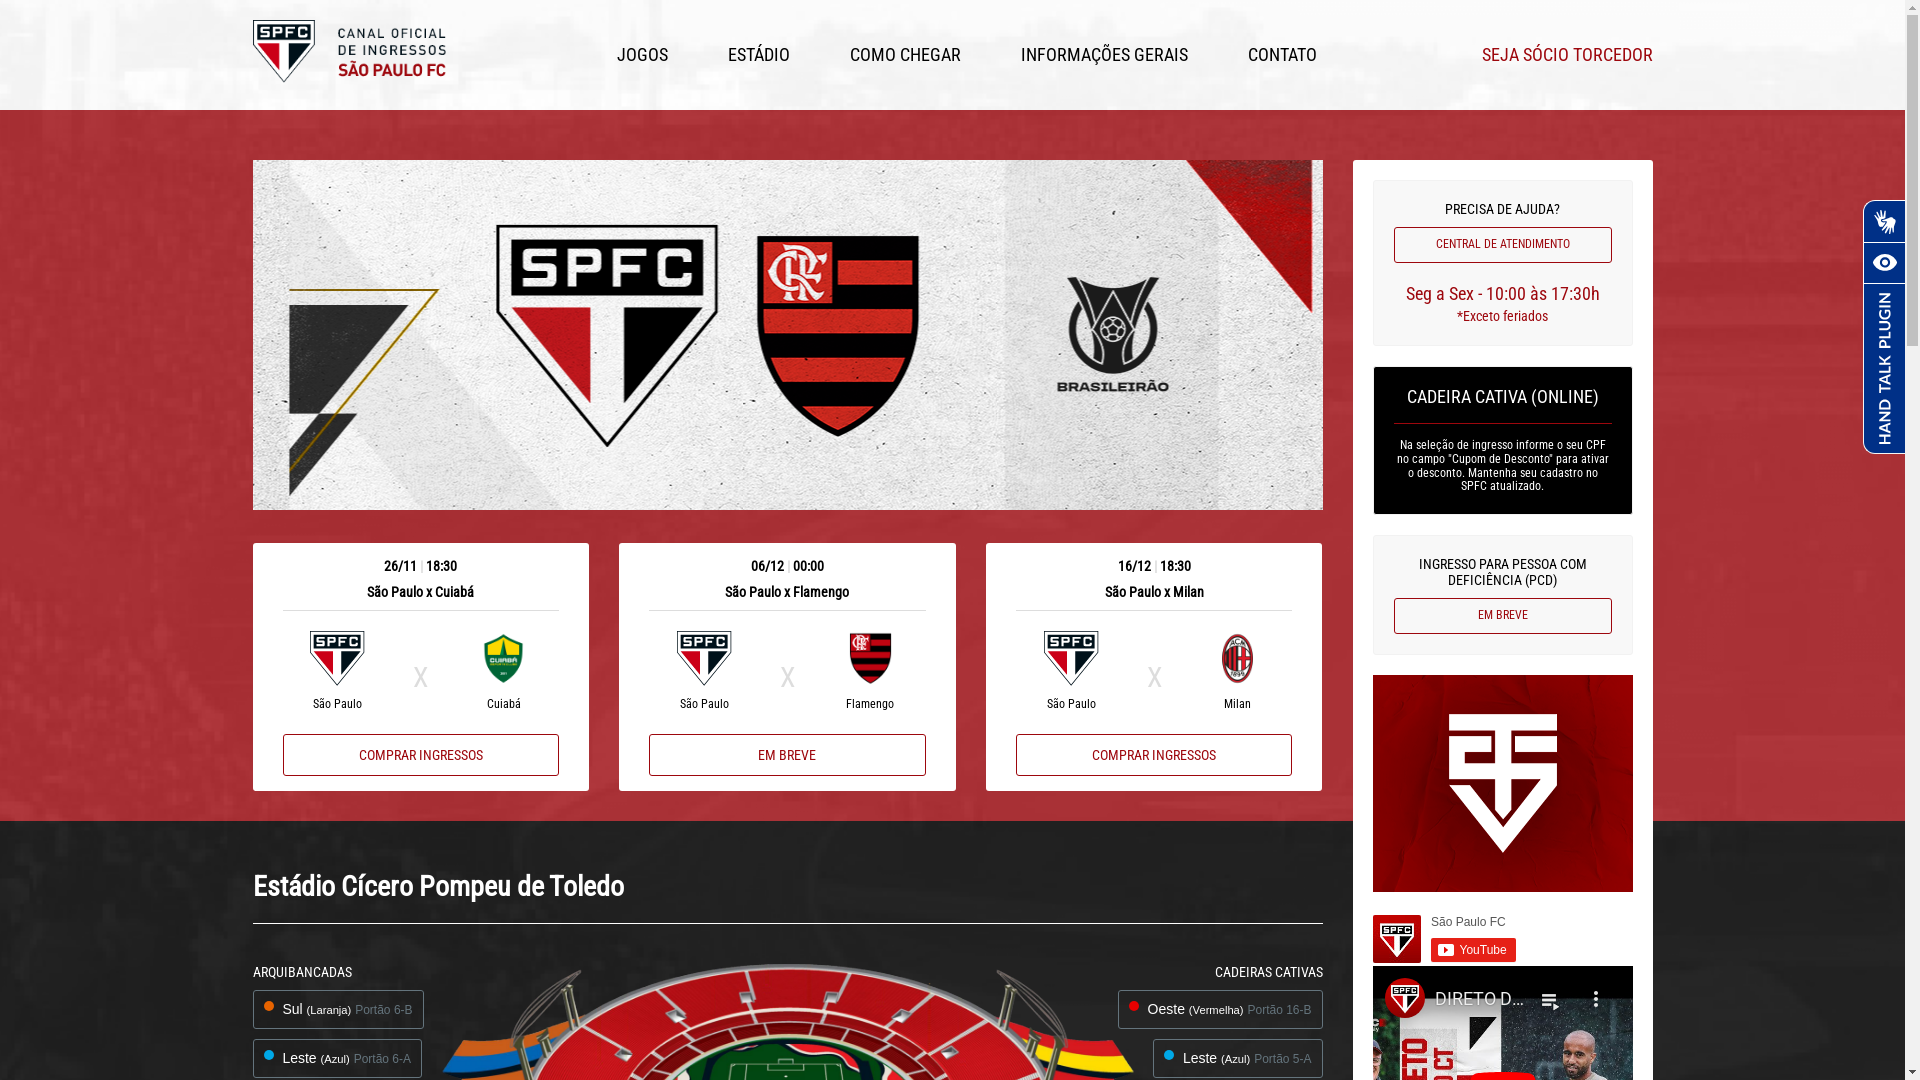 SPFC
CANAL OFICIAL
DE INGRESSOS
SÃO PAULO FC
JOGOS
ESTÁDIO
COMO CHEGAR
INFORMAÇÕES GERAIS
CONTATO
SEJA SÓCIO TORCEDOR
SPFC
BRASILEIRÃO
26/11 | 18:30
São Paulo x Cuiabá
SPFC
X
CUIABÁ
São Paulo
Cuiabá
COMPRAR INGRESSOS
06/12 | 00:00
São Paulo x Flamengo
SPFC
X
São Paulo
Flamengo
EM BREVE
16/12 | 18:30
São Paulo x Milan
SPFC
X
ACM
1899
São Paulo
Milan
COMPRAR INGRESSOS
PRECISA DE AJUDA?
CENTRAL DE ATENDIMENTO
Seg a Sex - 10:00 às 17:30h
*Exceto feriados
CADEIRA CATIVA (ONLINE)
Na seleção de ingresso informe o seu CPF
no campo "Cupom de Desconto" para ativar
o desconto. Mantenha seu cadastro no
SPFC atualizado.
INGRESSO PARA PESSOA COM
DEFICIÊNCIA (PCD)
EM BREVE
HAND TALK PLUGIN
SPFC
São Paulo FC
YouTube
SPFC
DIRETO D...
Estádio Cícero Pompeu de Toledo
ARQUIBANCADAS
Sul (Laranja) Portão 6-B
Leste (Azul) Portão 6-A
CADEIRAS CATIVAS
Oeste (Vermelha) Portão 16-B
Leste (Azul) Portão 5-A